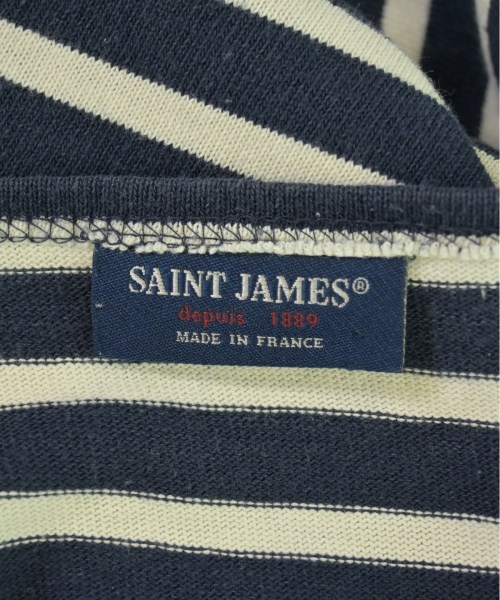 SAINT JAMES®
depuis 1889
MADE IN FRANCE